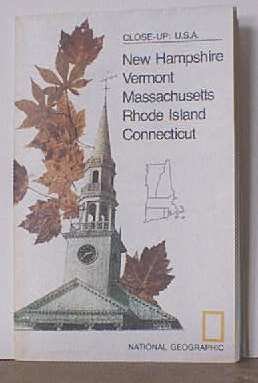 CLOSE-UP: U.S.A.
New Hampshire
Vermont
Massachusetts
Rhode Island
Connecticut
NATIONAL GEOGRAPHIC